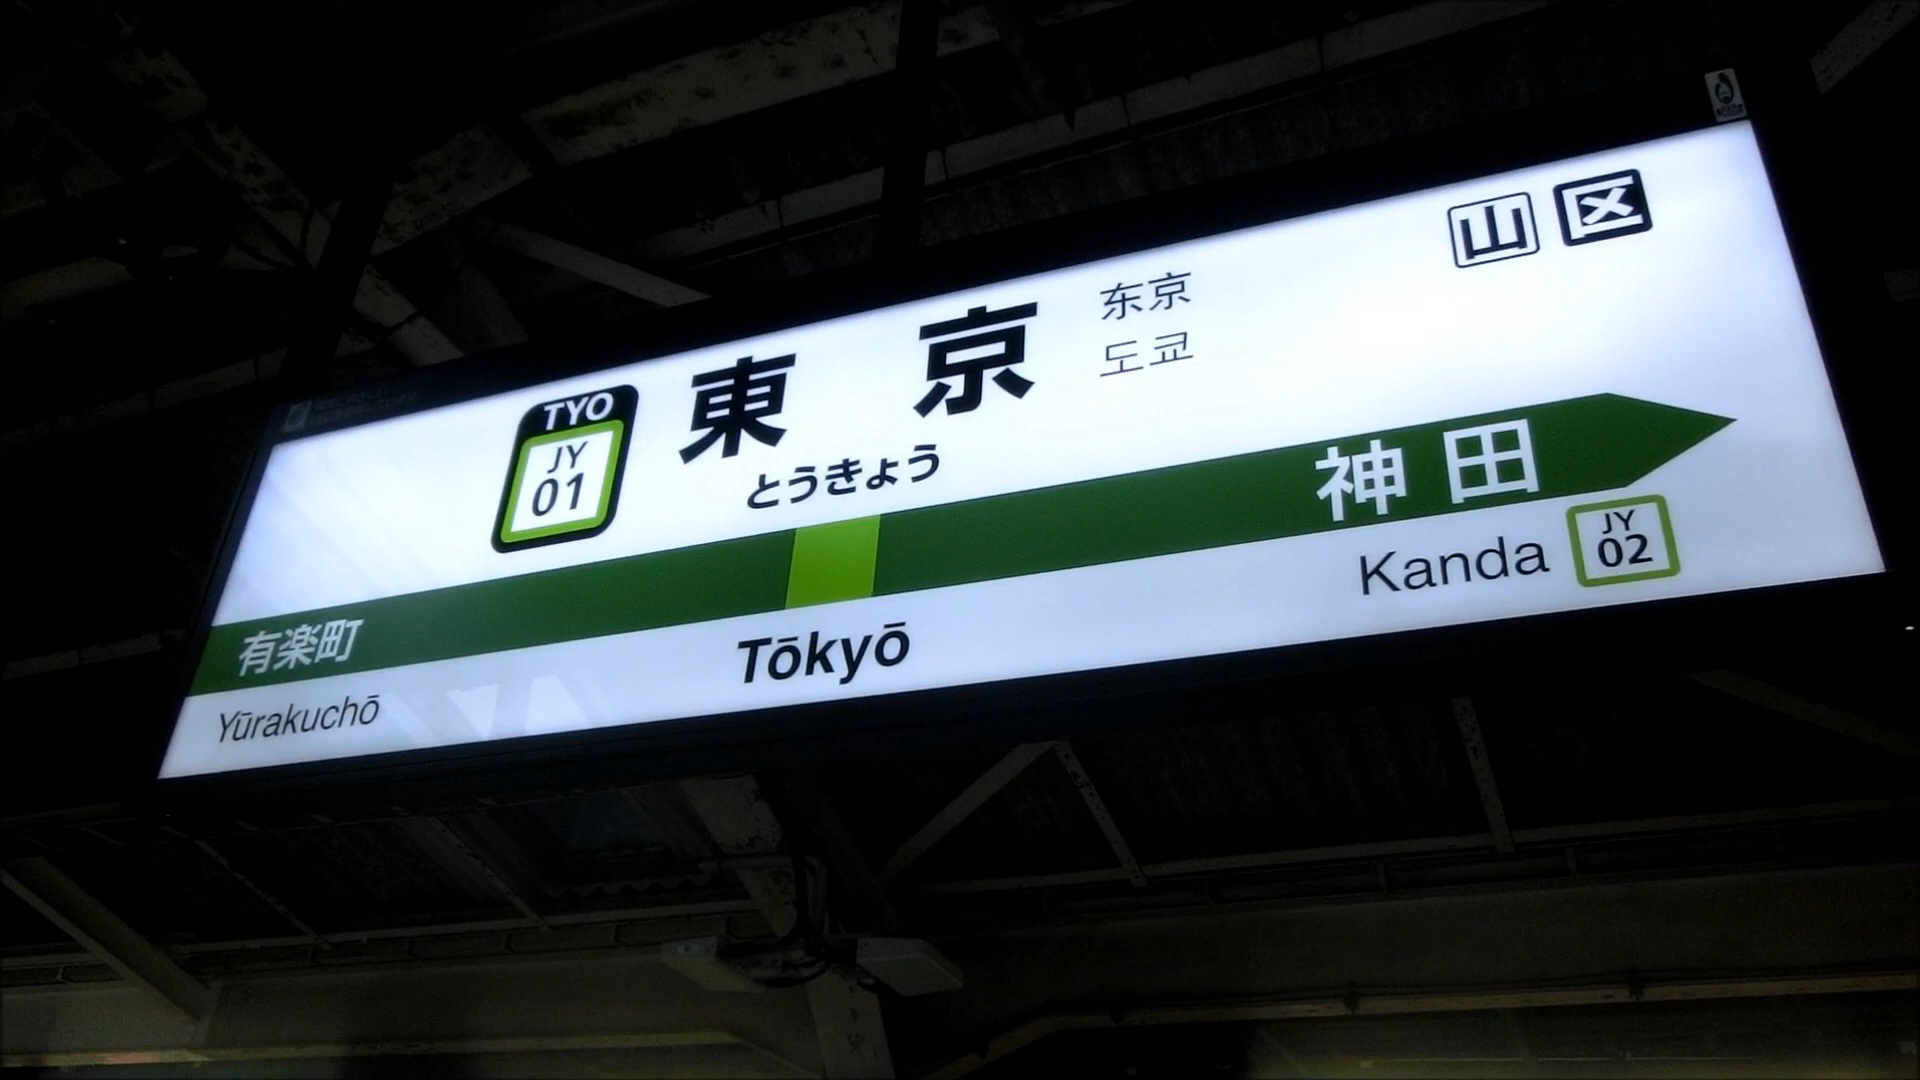 山 区
TYO
JY
01
東京
东京
도쿄
とうきょう
神田
Kanda
JY
02
有楽町
Yūrakuchō
Tōkyō